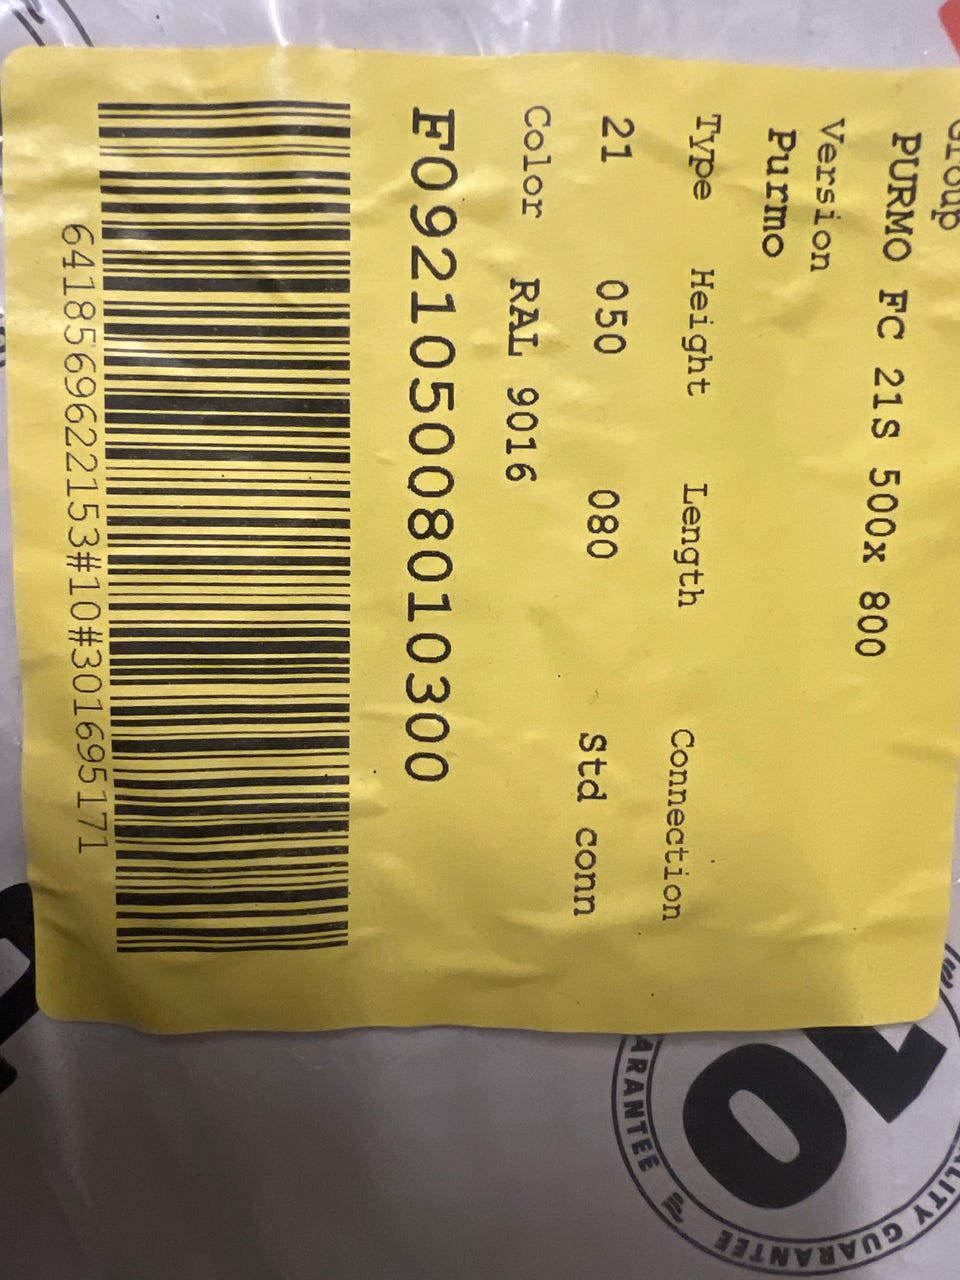 Group
PURMO FC 21S 500x 800
Version
Purmo
Type Height Length Connection
21 050 080 Std conn
Color RAL 9016
F092105008010300
6418569622153#10#301695171
10
QUALITY GUARANTEE